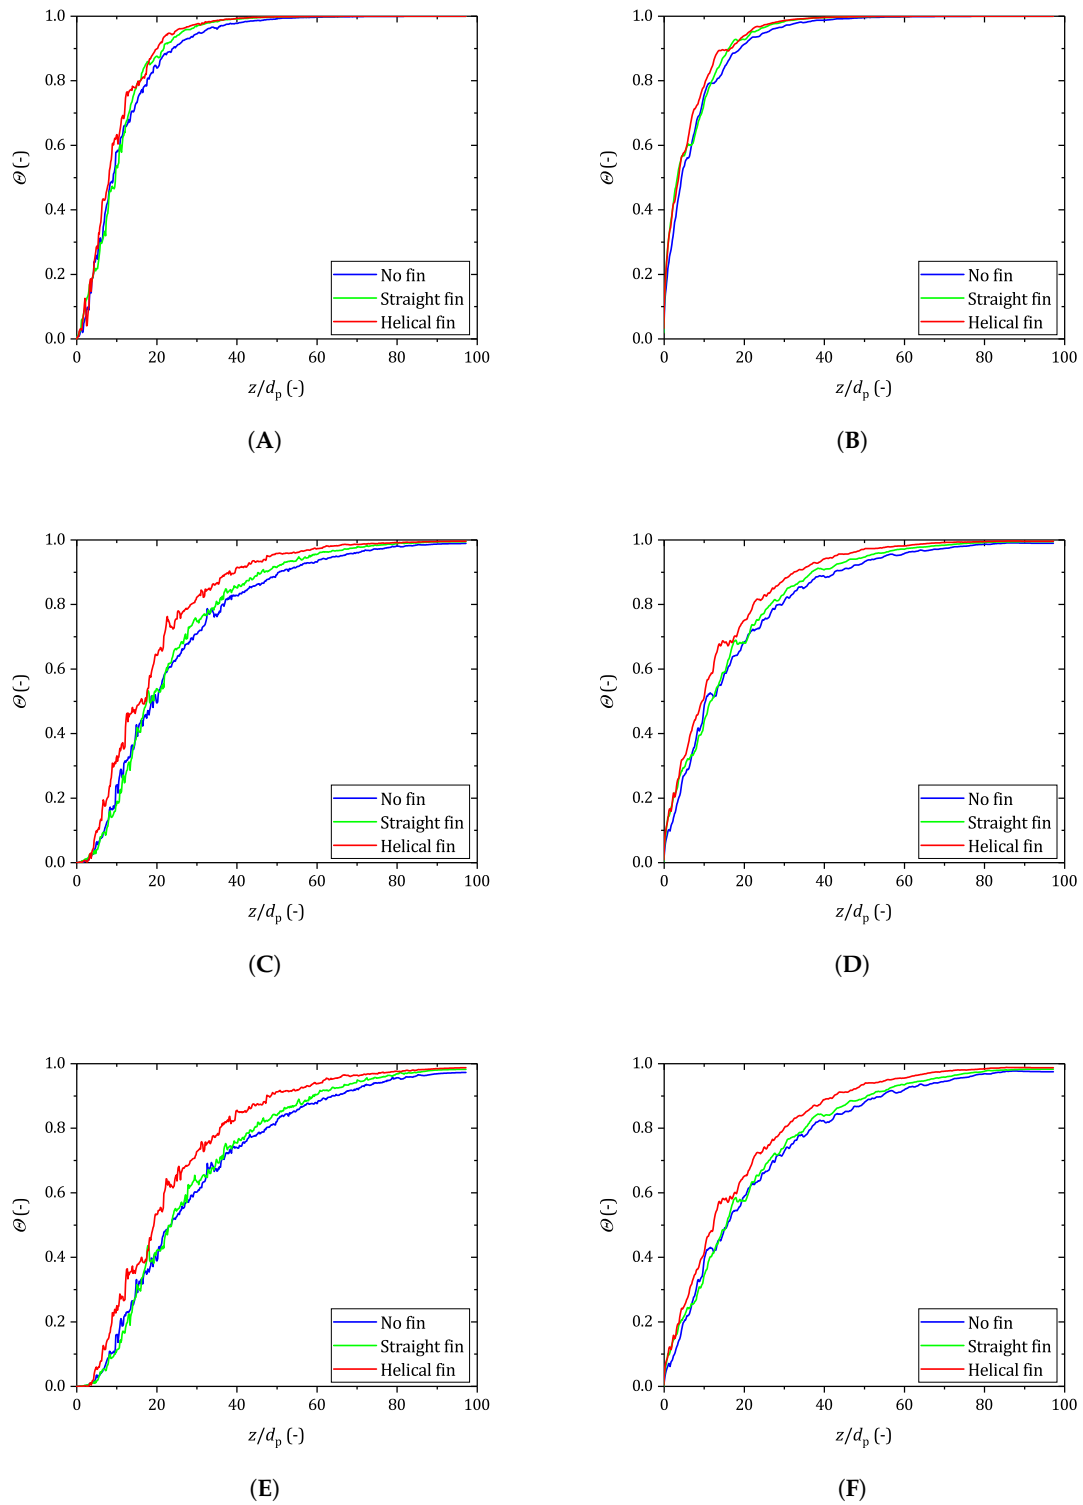 1.0 1.0
0.8 0.8
0.6 0.6
Θ (-) Θ (-)
0.4 0.4
0.2 0.2
0.0 0.0
No fin No fin
Straight fin Straight fin
Helical fin Helical fin
0 20 40 60 80 100 0 20 40 60 80 100
z/dp (-) z/dp (-)
(A) (B)
1.0 1.0
0.8 0.8
0.6 0.6
Θ (-) Θ (-)
0.4 0.4
0.2 0.2
0.0 0.0
No fin No fin
Straight fin Straight fin
Helical fin Helical fin
0 20 40 60 80 100 0 20 40 60 80 100
z/dp (-) z/dp (-)
(C) (D)
1.0 1.0
0.8 0.8
0.6 0.6
Θ (-) Θ (-)
0.4 0.4
0.2 0.2
0.0 0.0
No fin No fin
Straight fin Straight fin
Helical fin Helical fin
0 20 40 60 80 100 0 20 40 60 80 100
z/dp (-) z/dp (-)
(E) (F)